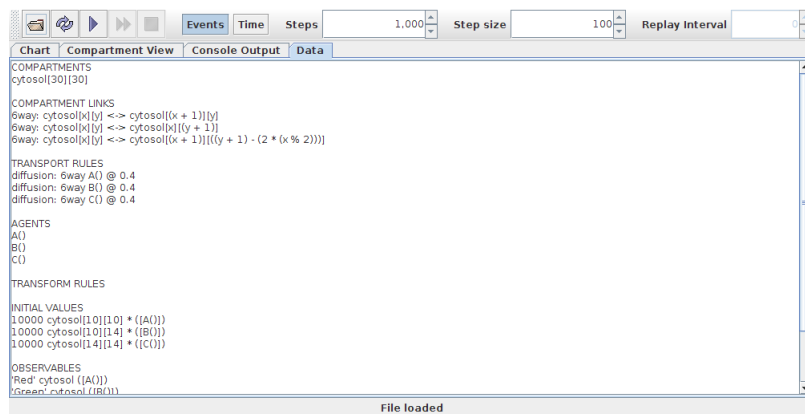 Events Time Steps 1,000 Step size 100 Replay Interval 0
Chart Compartment View Console Output Data
COMPARTMENTS
cytosol[30][30]
COMPARTMENT LINKS
6way: cytosol[x][y] <-> cytosol[(x + 1)][y]
6way: cytosol[x][y] <-> cytosol[x][(y + 1)]
6way: cytosol[x][y] <-> cytosol[(x + 1)][((y + 1) - (2 * (x % 2)))]
TRANSPORT RULES
diffusion: 6way A() @ 0.4
diffusion: 6way B() @ 0.4
diffusion: 6way C() @ 0.4
AGENTS
A()
B()
C()
TRANSFORM RULES
INITIAL VALUES
10000 cytosol[10][10] * ([A()])
10000 cytosol[10][14] * ([B()])
10000 cytosol[14][14] * ([C()])
OBSERVABLES
'Red' cytosol ([A()])
'Green' cytosol ([B()])
File loaded